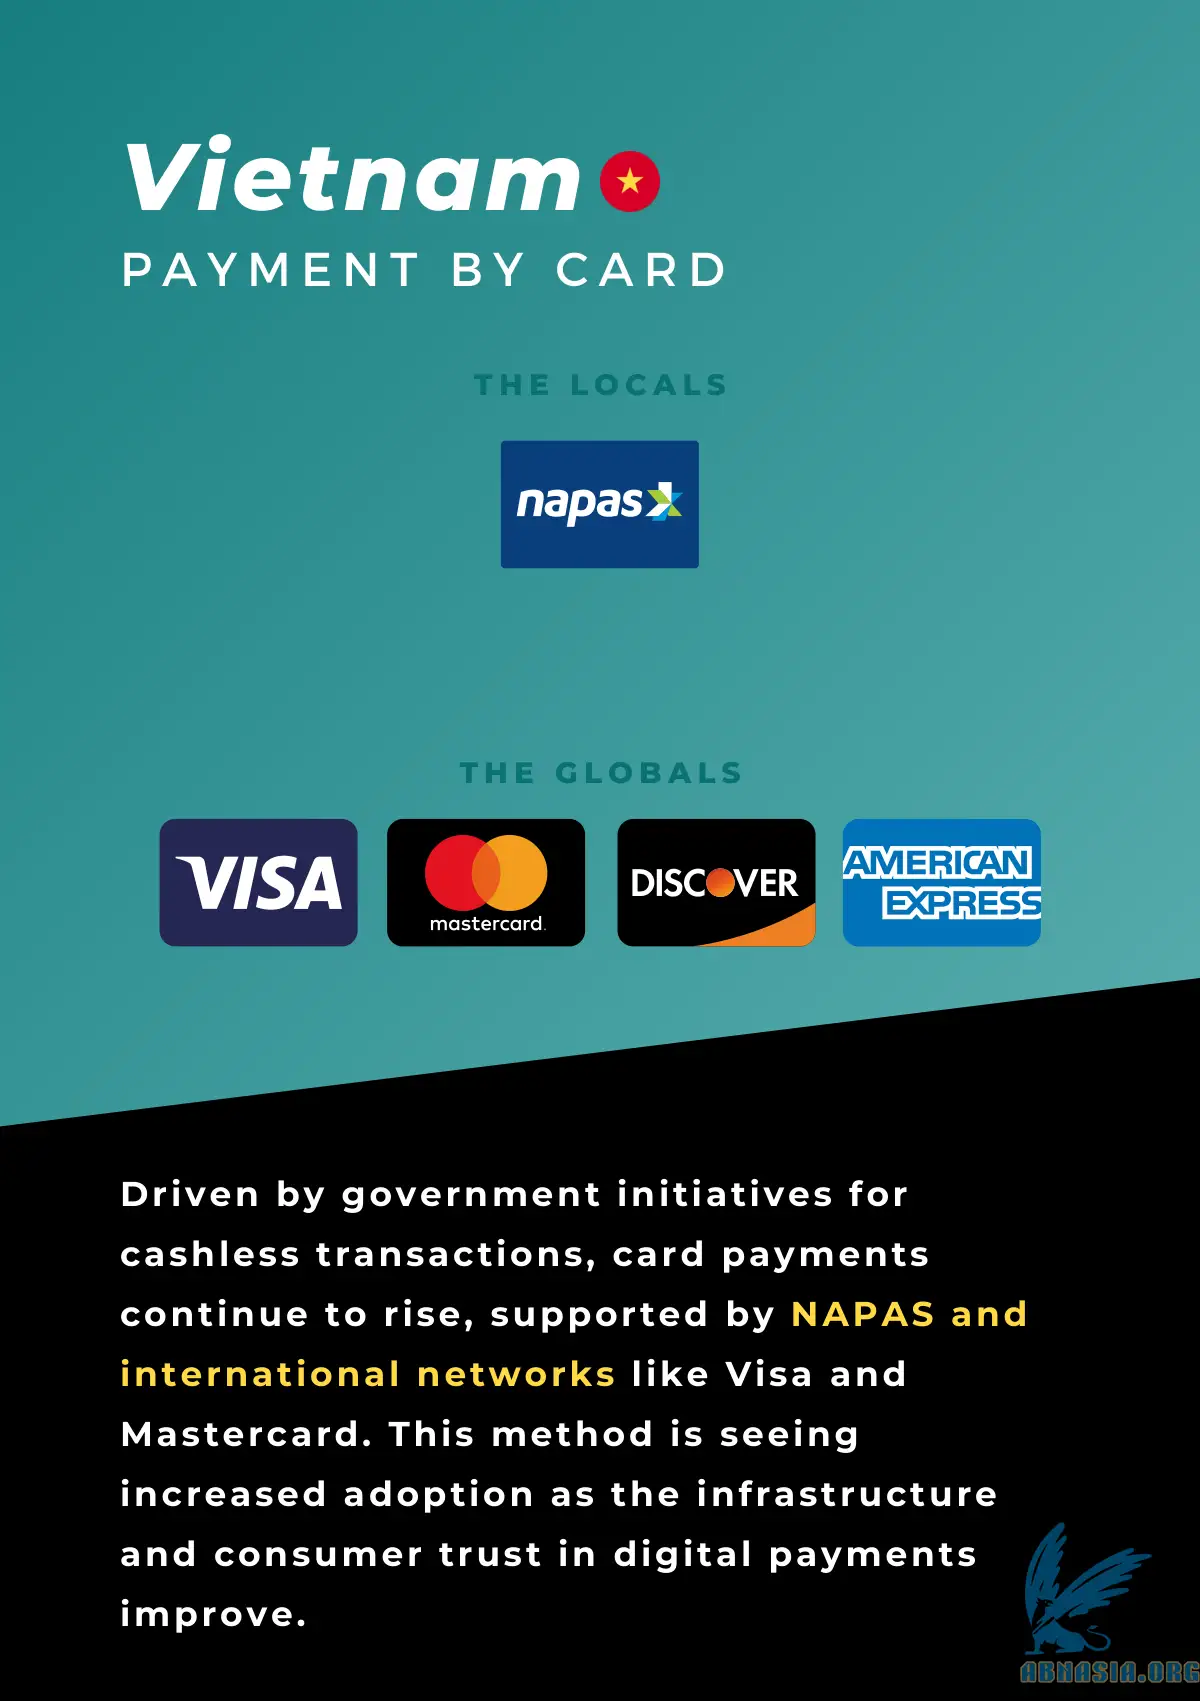 Vietnam
PAYMENT BY CARD
THE LOCALS
napas
THE GLOBALS
VISA
mastercard.
DISCOVER
AMERICAN
EXPRESS
Driven by government initiatives for
cashless transactions, card payments
continue to rise, supported by NAPAS and
international networks like Visa and
Mastercard. This method is seeing
increased adoption as the infrastructure
and consumer trust in digital payments
improve.
ABNASIA.ORG